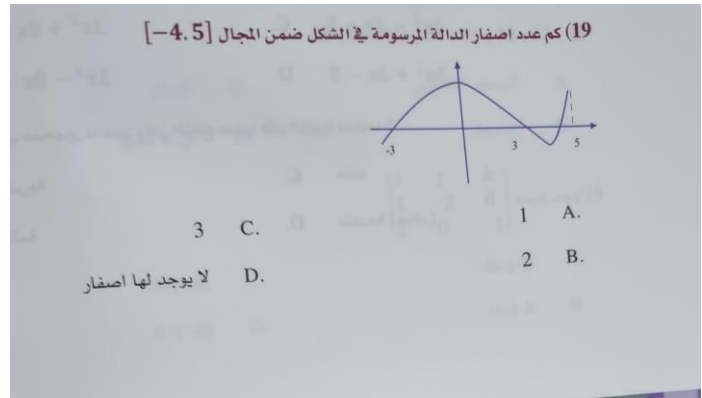 19) كم عدد اصفار الدالة المرسومة في الشكل ضمن المجال [-4. 5]
-3 3 5
1 A.
3 C.
2 B.
لا يوجد لها اصفار D.